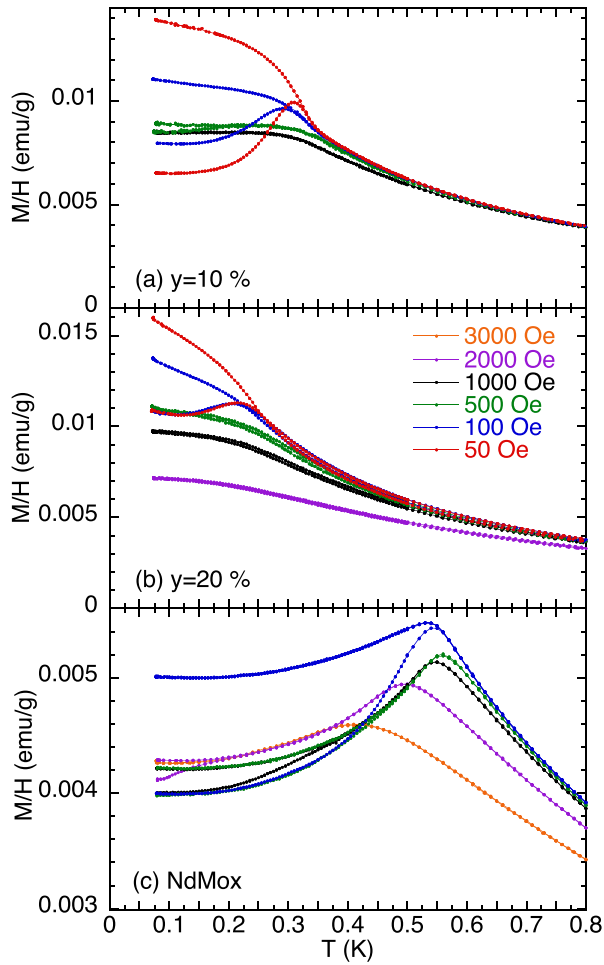 0.01
0.005
0
M/H (emu/g)
(a) y=10 %
0.015
0.01
0.005
0
M/H (emu/g)
3000 Oe
2000 Oe
1000 Oe
500 Oe
100 Oe
50 Oe
(b) y=20 %
0.005
0.004
0.003
M/H (emu/g)
(c) NdMox
0 0.1 0.2 0.3 0.4 0.5 0.6 0.7 0.8
T (K)